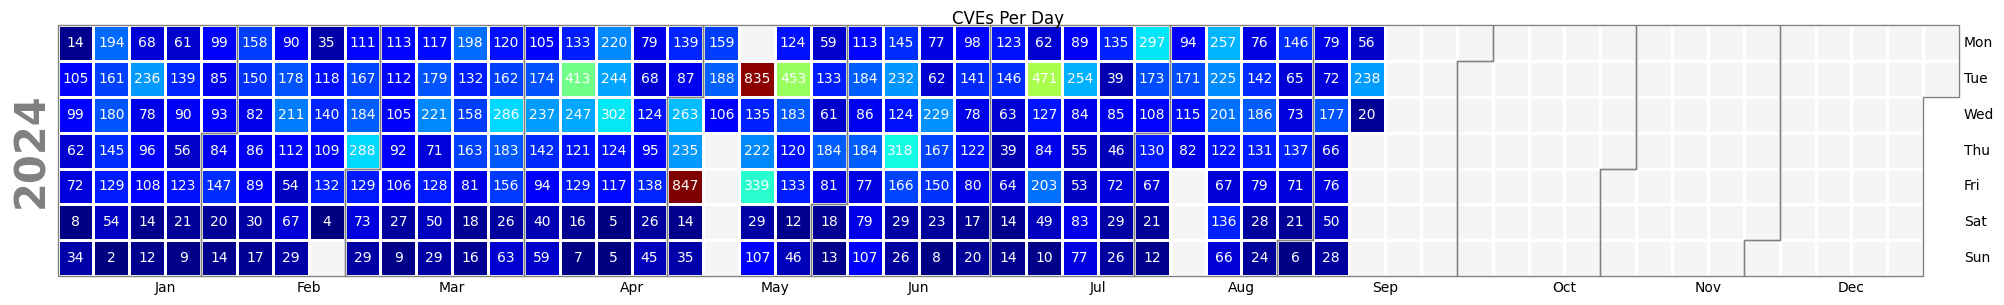 CVEs Per Day
2024
14 194 68 61 99 158 90 35 111 113 117 198 120 105 133 220 79 139 159 124 59 113 145 77 98 123 62 89 135 297 94 257 76 146 79 56 Mon
105 161 236 139 85 150 178 118 167 112 179 132 162 174 413 244 68 87 188 835 453 133 184 232 62 141 146 471 254 39 173 171 225 142 65 72 238 Tue
99 180 78 90 93 82 211 140 184 105 221 158 286 237 247 302 124 263 106 135 183 61 86 124 229 78 63 127 84 85 108 115 201 186 73 177 20 Wed
62 145 96 56 84 86 112 109 288 92 71 163 183 142 121 124 95 235 222 120 184 184 318 167 122 39 84 55 46 130 82 122 131 137 66 Thu
72 129 108 123 147 89 54 132 129 106 128 81 156 94 129 117 138 847 339 133 81 77 166 150 80 64 203 53 72 67 67 79 71 76 Fri
8 54 14 21 20 30 67 4 73 27 50 18 26 40 16 5 26 14 29 12 18 79 29 23 17 14 49 83 29 21 136 28 21 50 Sat
34 2 12 9 14 17 29 29 9 29 16 63 59 7 5 45 35 107 46 13 107 26 8 20 14 10 77 26 12 66 24 6 28 Sun
Jan Feb Mar Apr May Jun Jul Aug Sep Oct Nov Dec